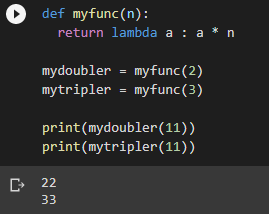 def myfunc(n):
  return lambda a : a * n

mydoubler = myfunc(2)
mytripler = myfunc(3)

print(mydoubler(11))
print(mytripler(11))
22
33